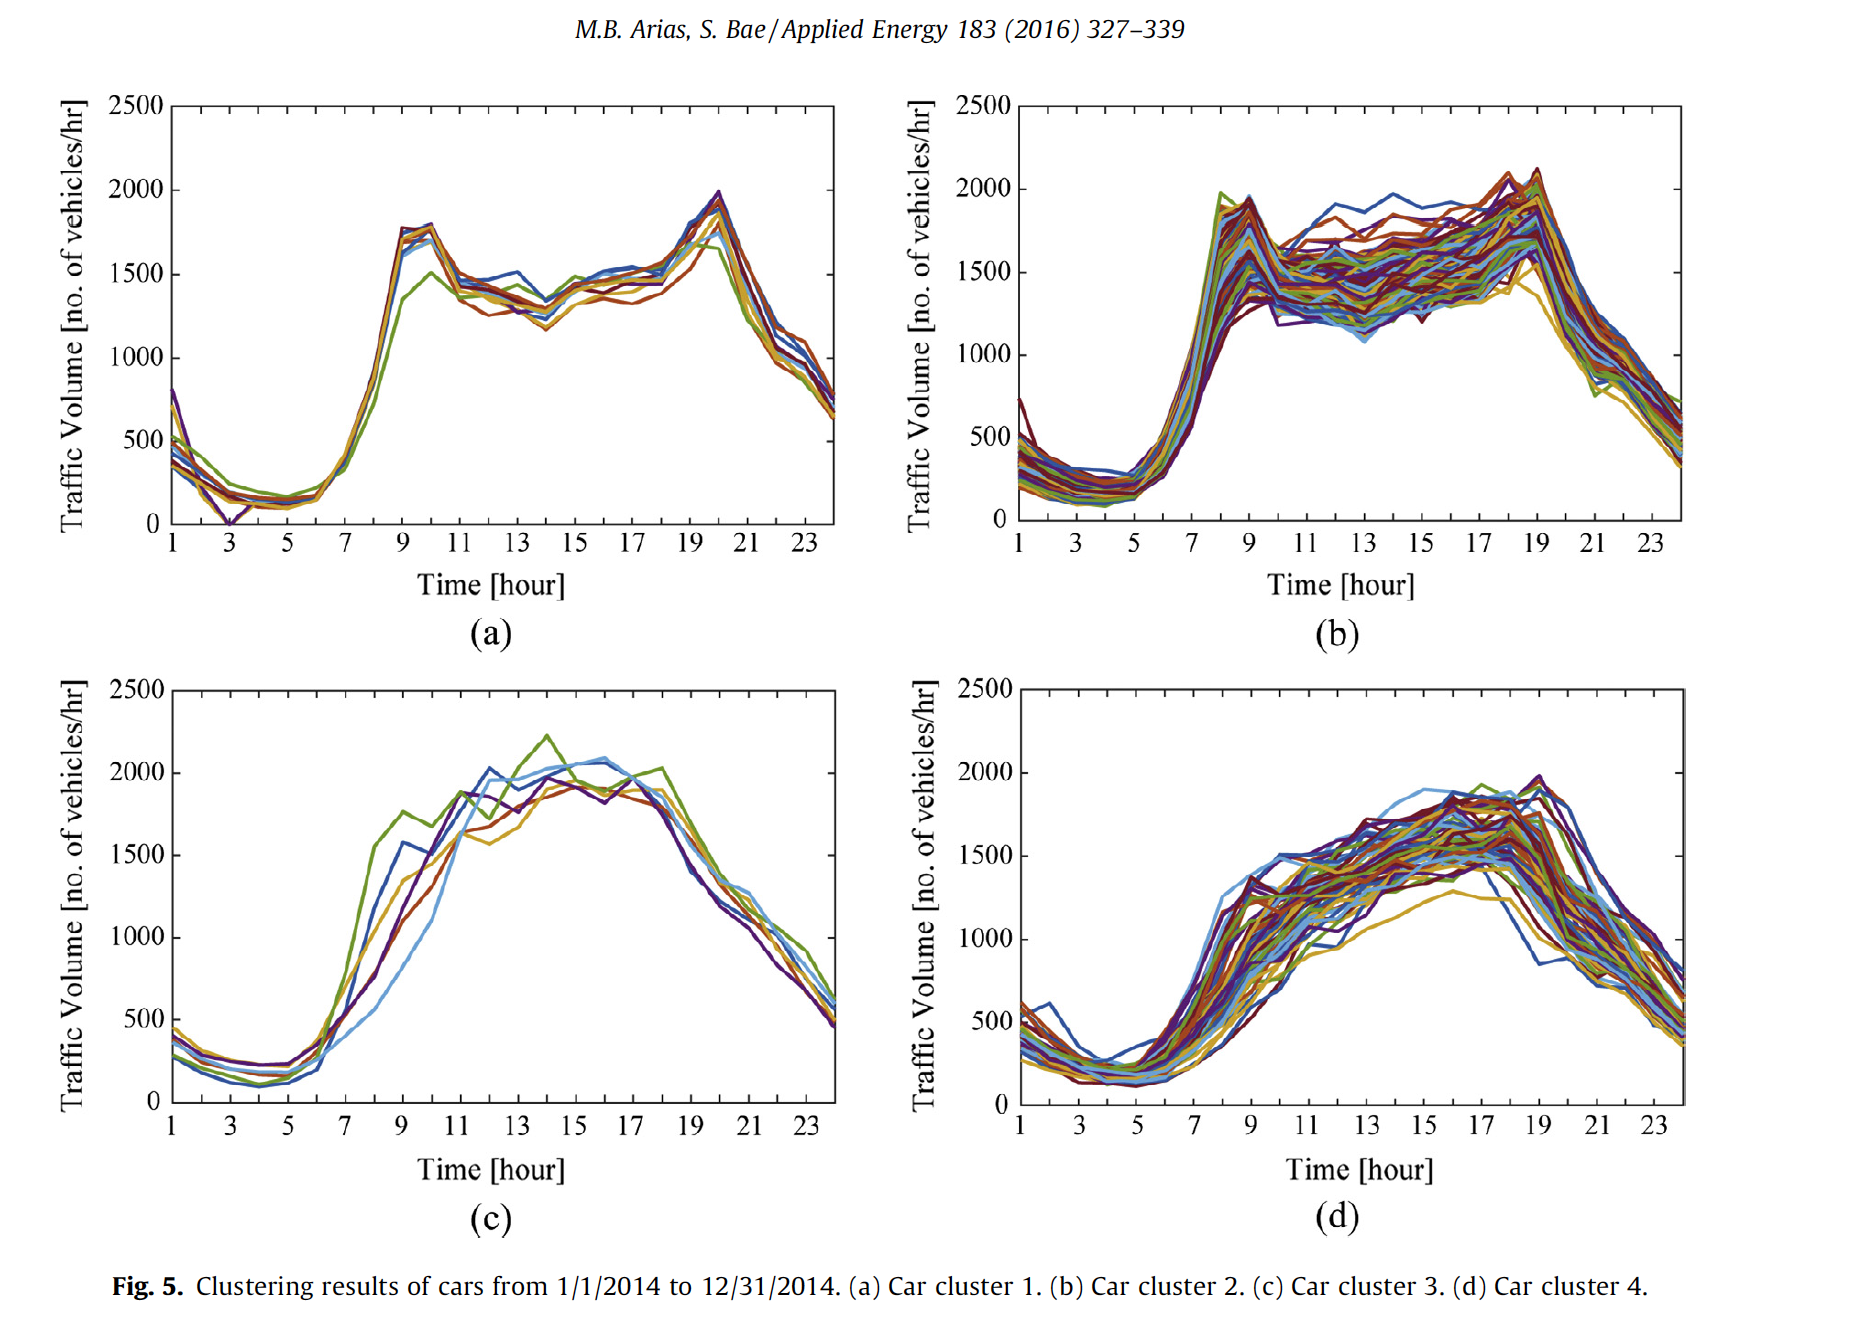 M.B. Arias, S. Bae / Applied Energy 183 (2016) 327–339
2500
2000
1500
1000
500
0
Traffic Volume [no. of vehicles/hr]
1 3 5 7 9 11 13 15 17 19 21 23
Time [hour]
(a)
2500
2000
1500
1000
500
0
Traffic Volume [no. of vehicles/hr]
1 3 5 7 9 11 13 15 17 19 21 23
Time [hour]
(b)
2500
2000
1500
1000
500
0
Traffic Volume [no. of vehicles/hr]
1 3 5 7 9 11 13 15 17 19 21 23
Time [hour]
(c)
2500
2000
1500
1000
500
0
Traffic Volume [no. of vehicles/hr]
1 3 5 7 9 11 13 15 17 19 21 23
Time [hour]
(d)
Fig. 5. Clustering results of cars from 1/1/2014 to 12/31/2014. (a) Car cluster 1. (b) Car cluster 2. (c) Car cluster 3. (d) Car cluster 4.